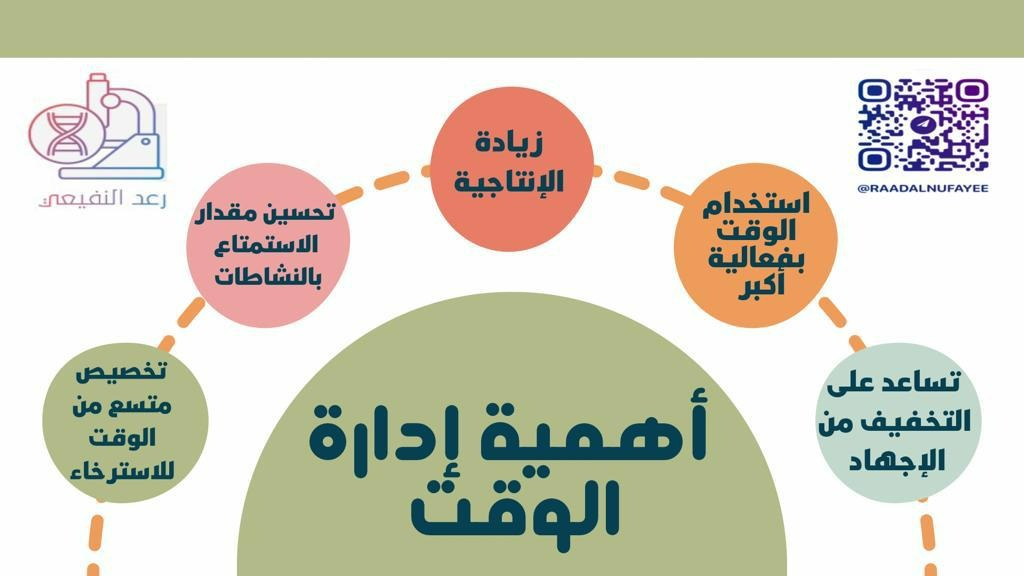 رعد النفيعي
@RAADALNUFAYEE
زيادة
الإنتاجية
استخدام
الوقت
بفعالية
أكبر
تحسين مقدار
الاستمتاع
بالنشاطات
تساعد على
التخفيف من
الإجهاد
تخصيص
متسع من
الوقت
للاسترخاء
أهمية إدارة
الوقت